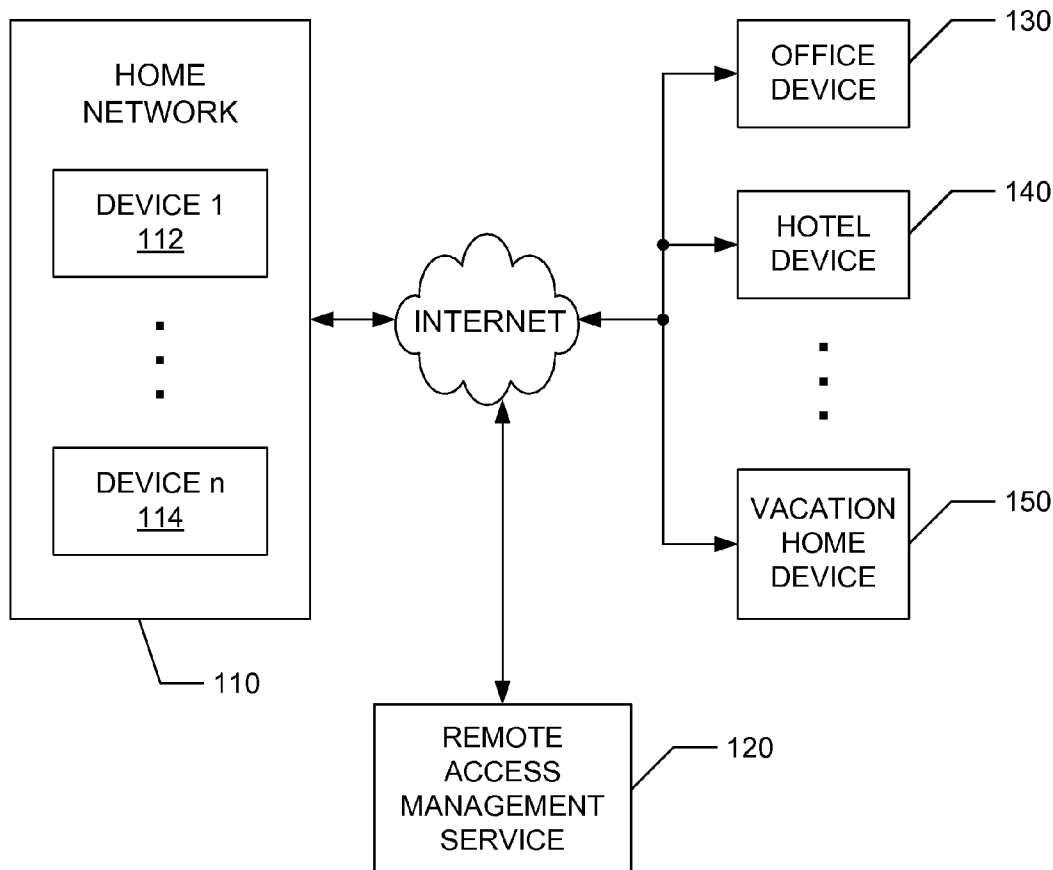 HOME
NETWORK
DEVICE 1
112
DEVICE n
114
110
INTERNET
OFFICE
DEVICE
130
HOTEL
DEVICE
140
VACATION
HOME
DEVICE
150
REMOTE
ACCESS
MANAGEMENT
SERVICE
120